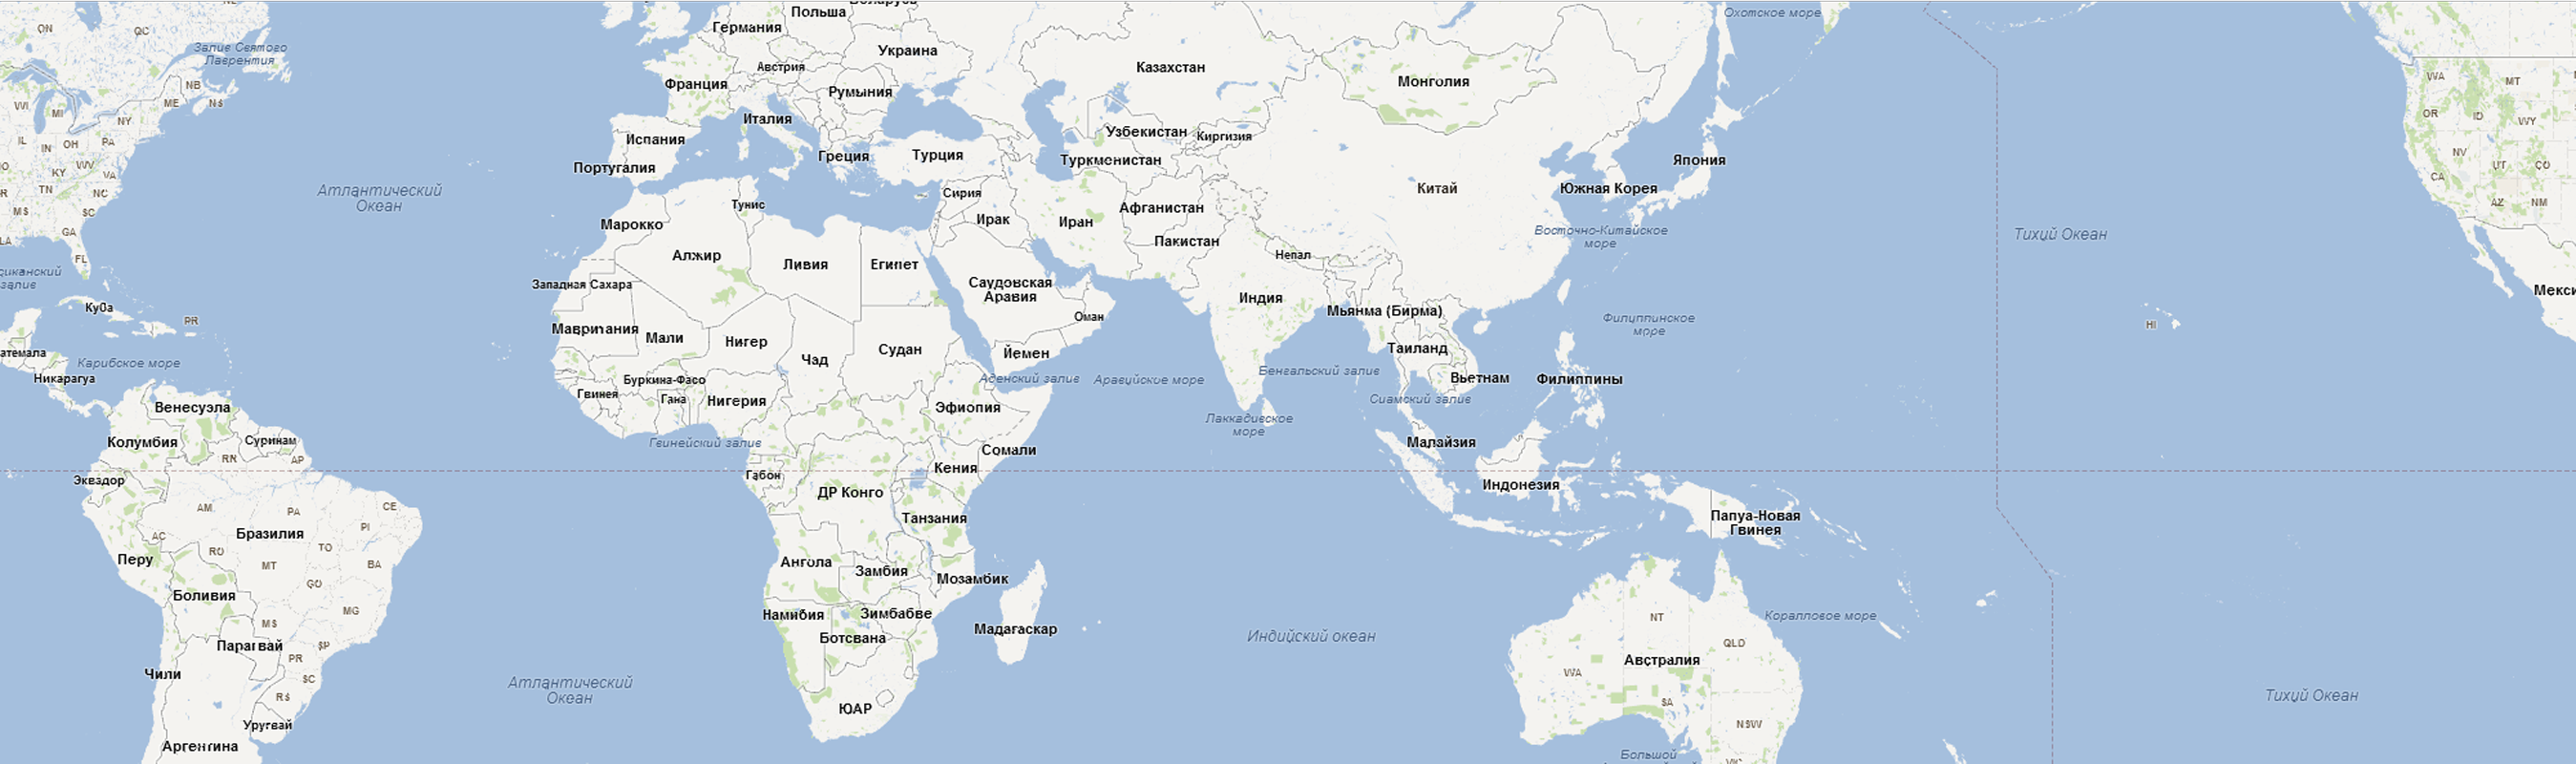 NL
ON
QC
Залив Святого
Лаврентия
NB
ME
NS
WI
MI
NY
IL
IN
OH
PA
WV
KY
VA
TN
NC
MS
SC
GA
LA
FL
Атлантический
Океан
Куба
PR
Карибское море
Никарагуа
Венесуэла
Колумбия
Суринам
RN
AP
Эквадор
AM
PA
CE
PI
Бразилия
AC
TO
RO
Перу
MT
BA
GO
Боливия
MG
MS
Парагвай
SP
PR
Чили
SC
RS
Уругвай
Аргентина
Атлантический
Океан
Польша
Германия
Украина
Австрия
Франция
Румыния
Италия
Испания
Португалия
Греция
Турция
Тунис
Марокко
Сирия
Ирак
Иран
Алжир
Ливия
Египет
Западная Сахара
Саудовская
Аравия
Оман
Мавритания
Мали
Нигер
Чад
Судан
Йемен
Буркина-Фасо
Гвинея
Гана
Нигерия
Аденский залив
Аравийское море
Эфиопия
Гвинейский залив
Сомали
Габон
Кения
ДР Конго
Танзания
Ангола
Замбия
Мозамбик
Намибия
Зимбабве
Ботсвана
Мадагаскар
ЮАР
Казахстан
Монголия
Узбекистан
Киргизия
Туркменистан
Афганистан
Пакистан
Китай
Непал
Индия
Мьянма (Бирма)
Таиланд
Вьетнам
Бенгальский залив
Сиамский залив
Лаккадивское
море
Филиппины
Малайзия
Индонезия
Охотское море
Япония
Южная Корея
Восточно-Китайское
море
Филиппинское
море
Папуа-Новая
Гвинея
Индийский океан
NT
QLD
Коралловое море
Австралия
WA
SA
NSW
Большой
Тихий Океан
HI
WA
MT
OR
ID
WY
NV
UT
CO
CA
AZ
NM
Тихий Океан